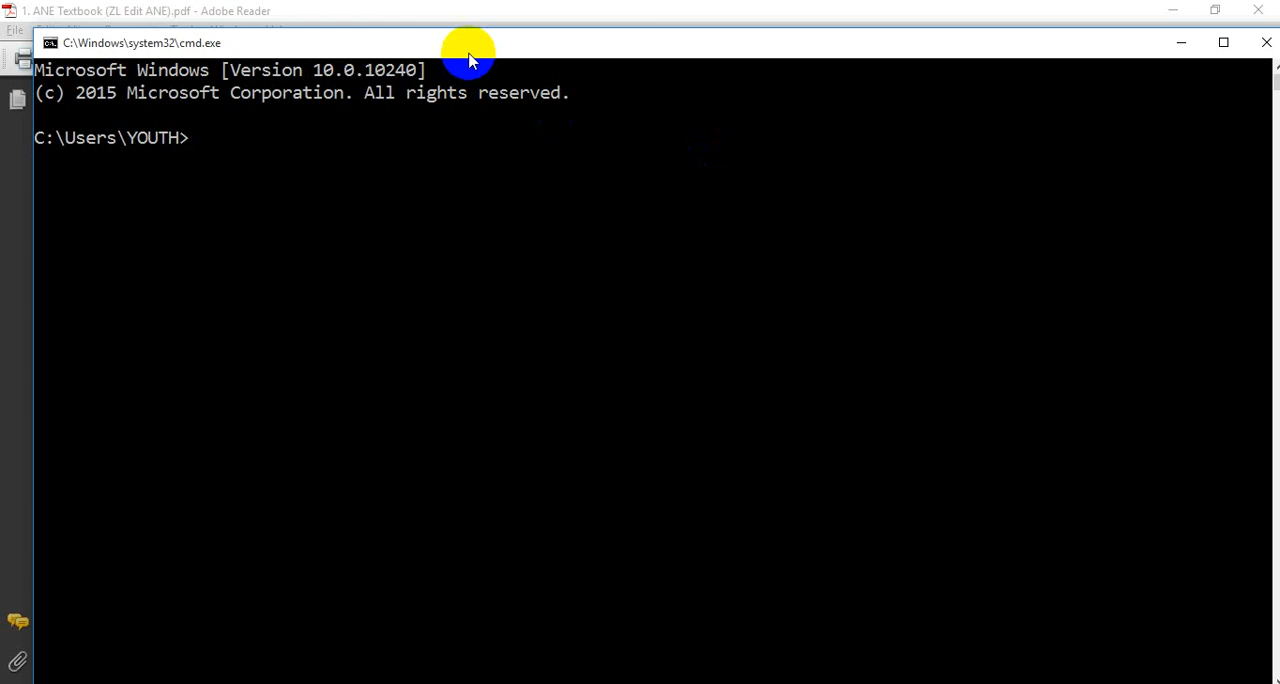 1. ANE Textbook (ZL Edit ANE).pdf - Adobe Reader
File
C:\Windows\system32\cmd.exe
Microsoft Windows [Version 10.0.10240]
(c) 2015 Microsoft Corporation. All rights reserved.
C:\Users\YOUTH>